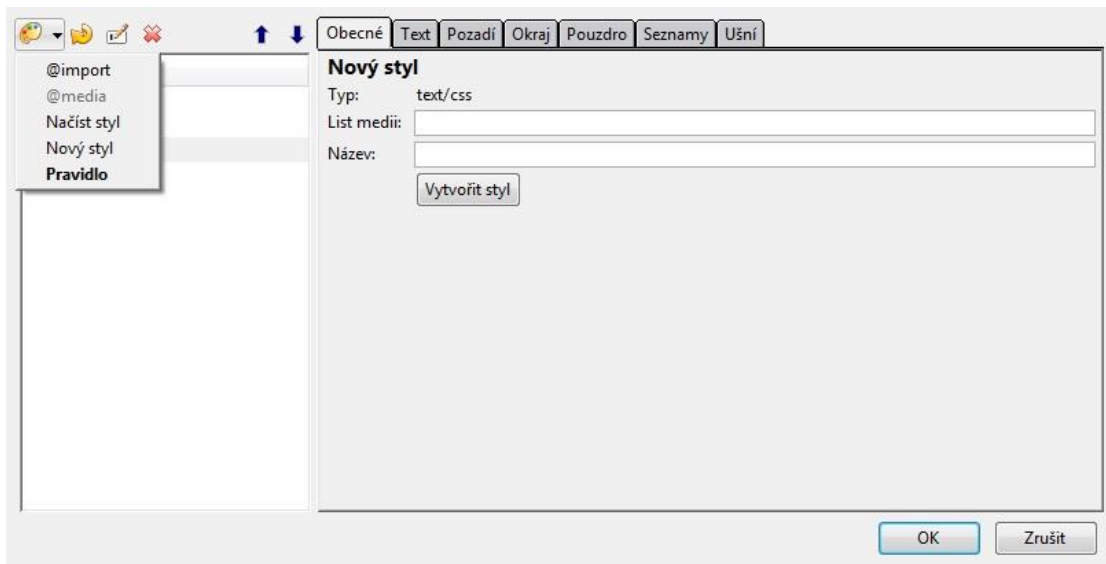 Obecné Text Pozadí Okraj Pouzdro Seznamy Ušní
@import
@media
Načíst styl
Nový styl
Pravidlo
Nový styl
Typ: text/css
List medii:
Název:
Vytvořit styl
OK Zrušit